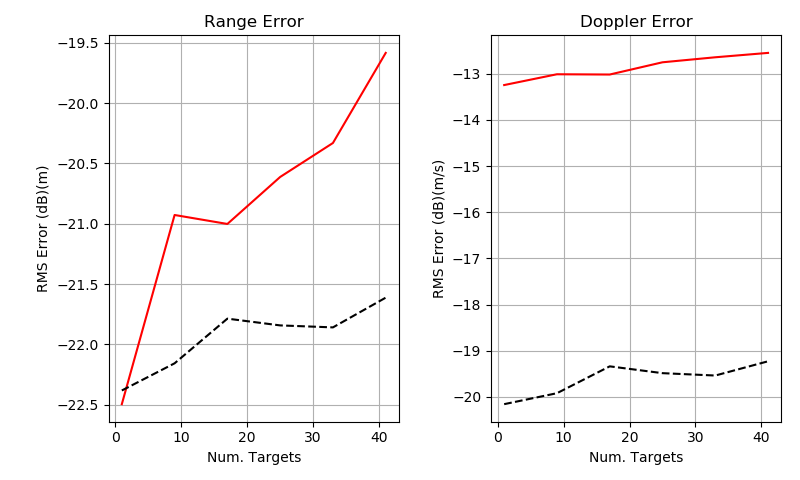 Range Error
Doppler Error
RMS Error (dB)(m)
−19.5
−20.0
−20.5
−21.0
−21.5
−22.0
−22.5
0 10 20 30 40
Num. Targets
RMS Error (dB)(m/s)
−13
−14
−15
−16
−17
−18
−19
−20
0 10 20 30 40
Num. Targets